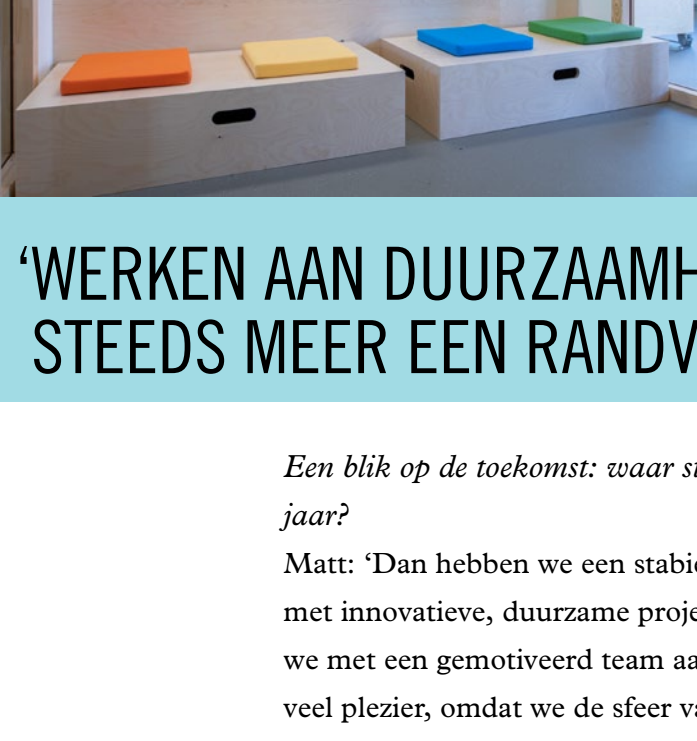 ‘WERKEN AAN DUURZAAMH
STEEDS MEER EEN RANDV
Een blik op de toekomst: waar st
jaar?
Matt: ‘Dan hebben we een stabie
met innovatieve, duurzame proje
we met een gemotiveerd team aa
veel plezier, omdat we de sfeer va